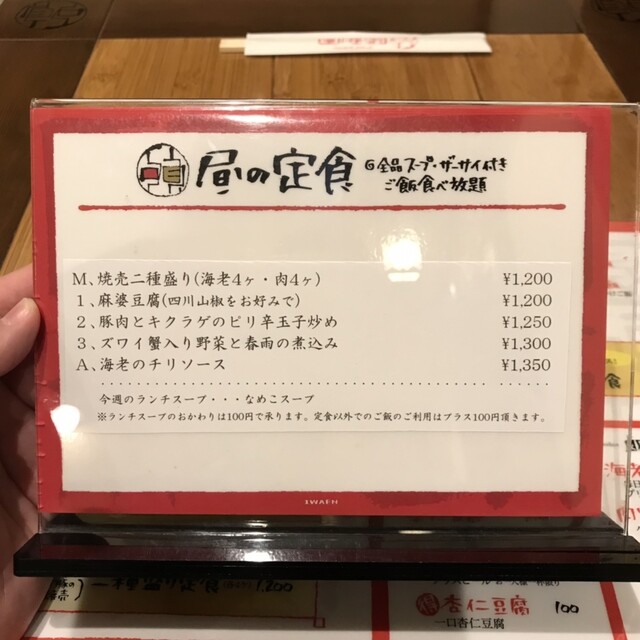 昼の定食
全品スープ・ザーサイ付き
ご飯食べ放題
M、焼売二種盛り(海老4ヶ・肉4ヶ) ¥1,200
1、麻婆豆腐(四川山椒をお好みで) ¥1,200
2、豚肉とキクラゲのピリ辛玉子炒め ¥1,250
3、ズワイ蟹入り野菜と春雨の煮込み ¥1,300
A、海老のチリソース ¥1,350
今週のランチスープ・・・なめこスープ
※ランチスープのおかわりは100円で承ります。定食以外でのご飯のご利用はプラス100円頂きます。
IWAEN
杏仁豆腐 100
一口杏仁豆腐